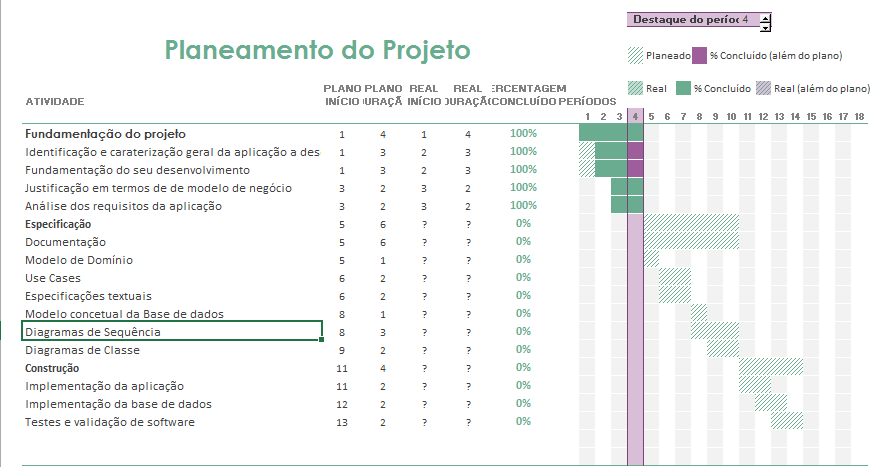 Destaque do períoc 4
Planeamento do Projeto
Planeado % Concluído (além do plano)
Real % Concluído Real (além do plano)
PLANO PLANO REAL REAL ERCENTAGEM
ATIVIDADE INÍCIO URAÇÃ INÍCIO URAÇÃ CONCLUÍDO PERÍODOS
1 2 3 4 5 6 7 8 9 10 11 12 13 14 15 16 17 18
Fundamentação do projeto 1 4 1 4 100%
Identificação e caraterização geral da aplicação a des 1 3 2 3 100%
Fundamentação do seu desenvolvimento 1 3 2 3 100%
Justificação em termos de de modelo de negócio 3 2 3 2 100%
Análise dos requisitos da aplicação 3 2 3 2 100%
Especificação 5 6 ? ? 0%
Documentação 5 6 ? ? 0%
Modelo de Domínio 5 1 ? ? 0%
Use Cases 6 2 ? ? 0%
Especificações textuais 6 2 ? ? 0%
Modelo concetual da Base de dados 8 1 ? ? 0%
Diagramas de Sequência 8 3 ? ? 0%
Diagramas de Classe 9 2 ? ? 0%
Construção 11 4 ? ? 0%
Implementação da aplicação 11 2 ? ? 0%
Implementação da base de dados 12 2 ? ? 0%
Testes e validação de software 13 2 ? ? 0%